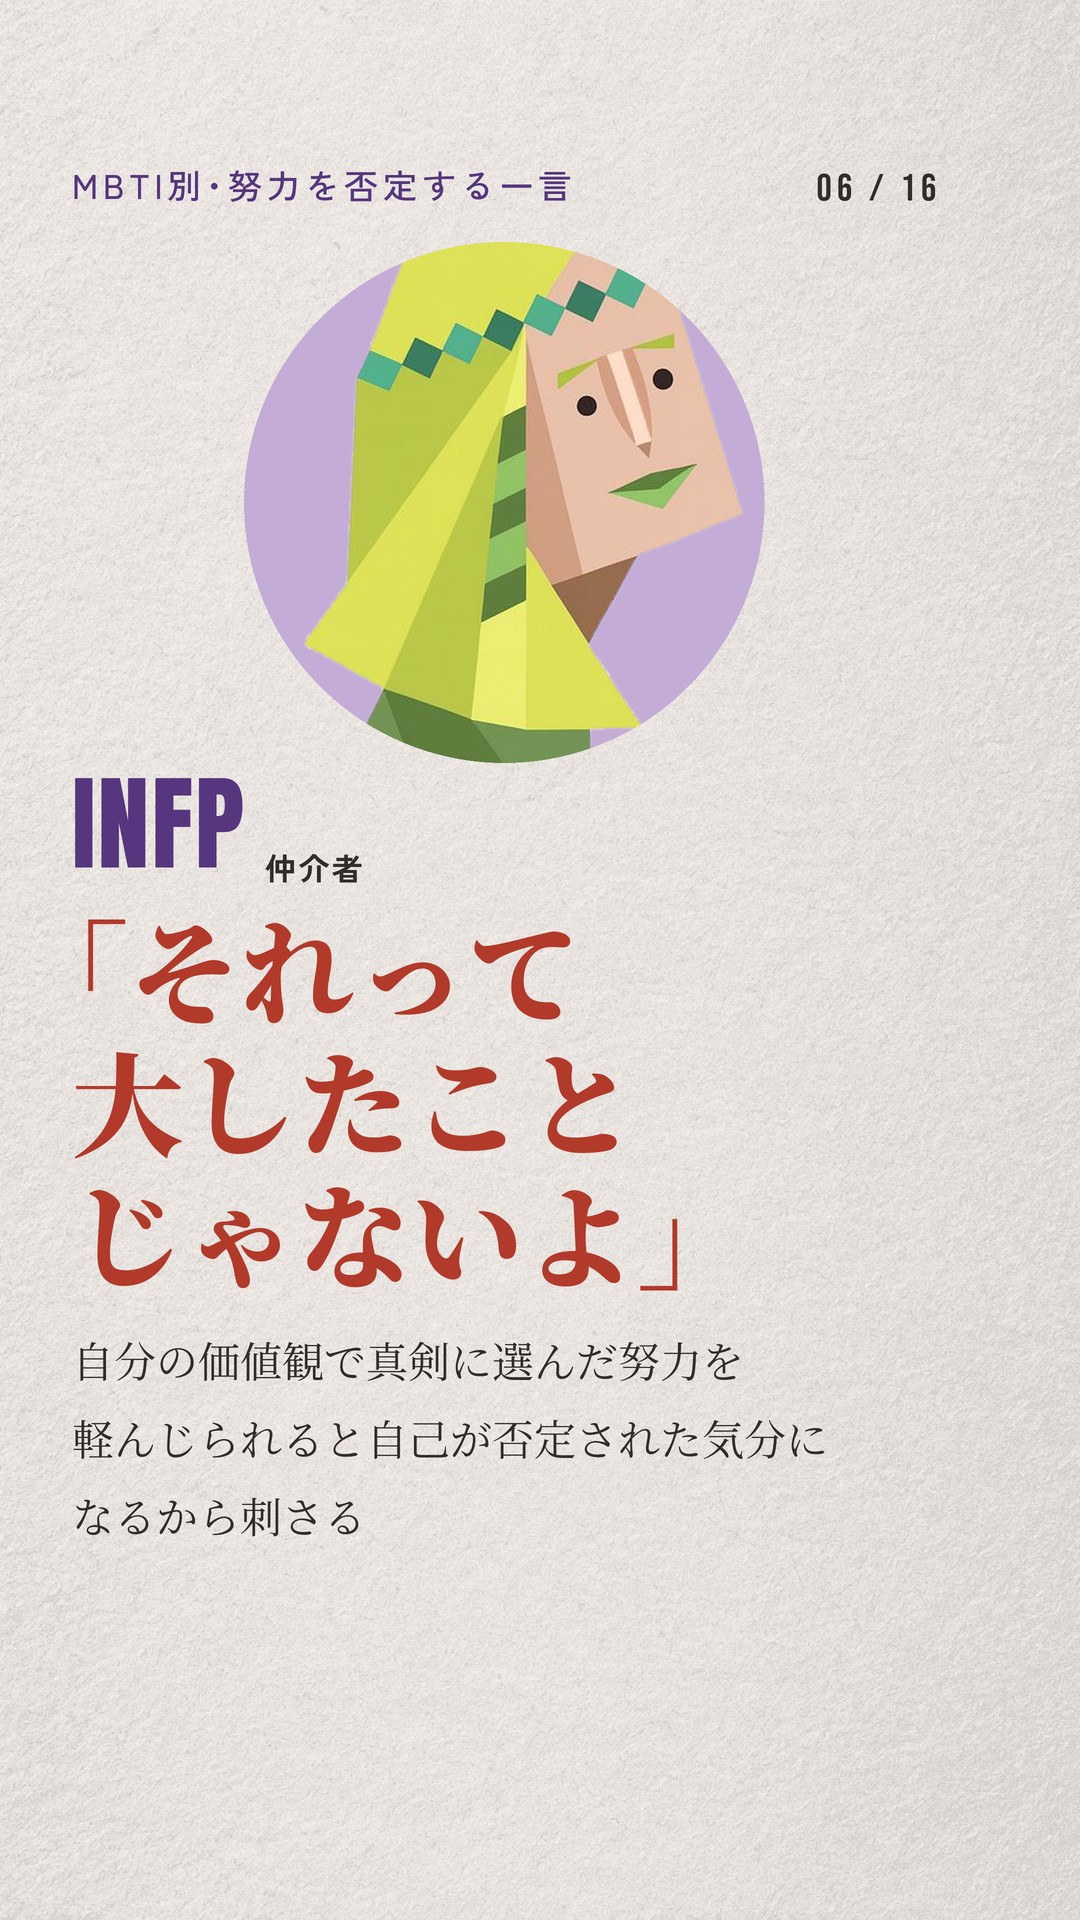 MBTI別・努力を否定する一言
06 / 16
INFP
仲介者
「それって
大したこと
じゃないよ」
自分の価値観で真剣に選んだ努力を
軽んじられると自己が否定された気分に
なるから刺さる